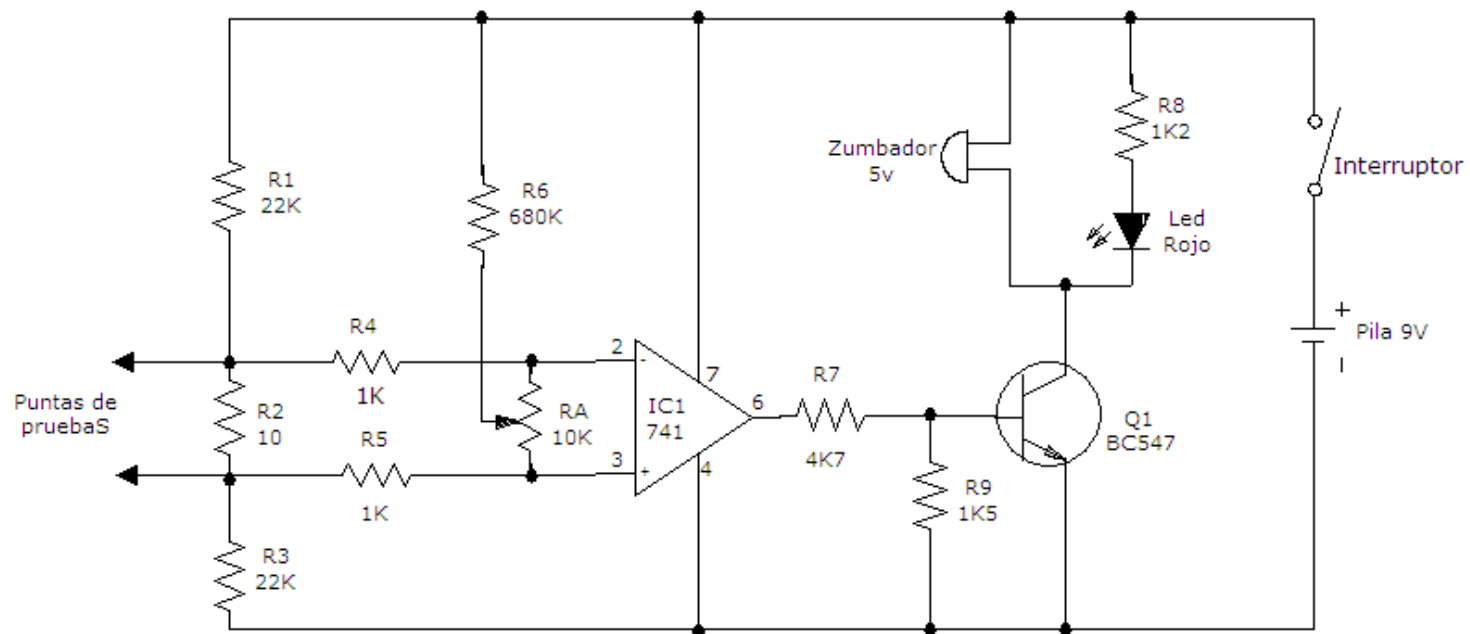 R1
22K
R6
680K
Zumbador
5v
R8
1K2
Interruptor
Led
Rojo
+
Pila 9V
-
Puntas de
pruebaS
R2
10
R4
1K
R5
1K
RA
10K
2
-
7
IC1
741
6
3
+
4
R7
4K7
Q1
BC547
R9
1K5
R3
22K